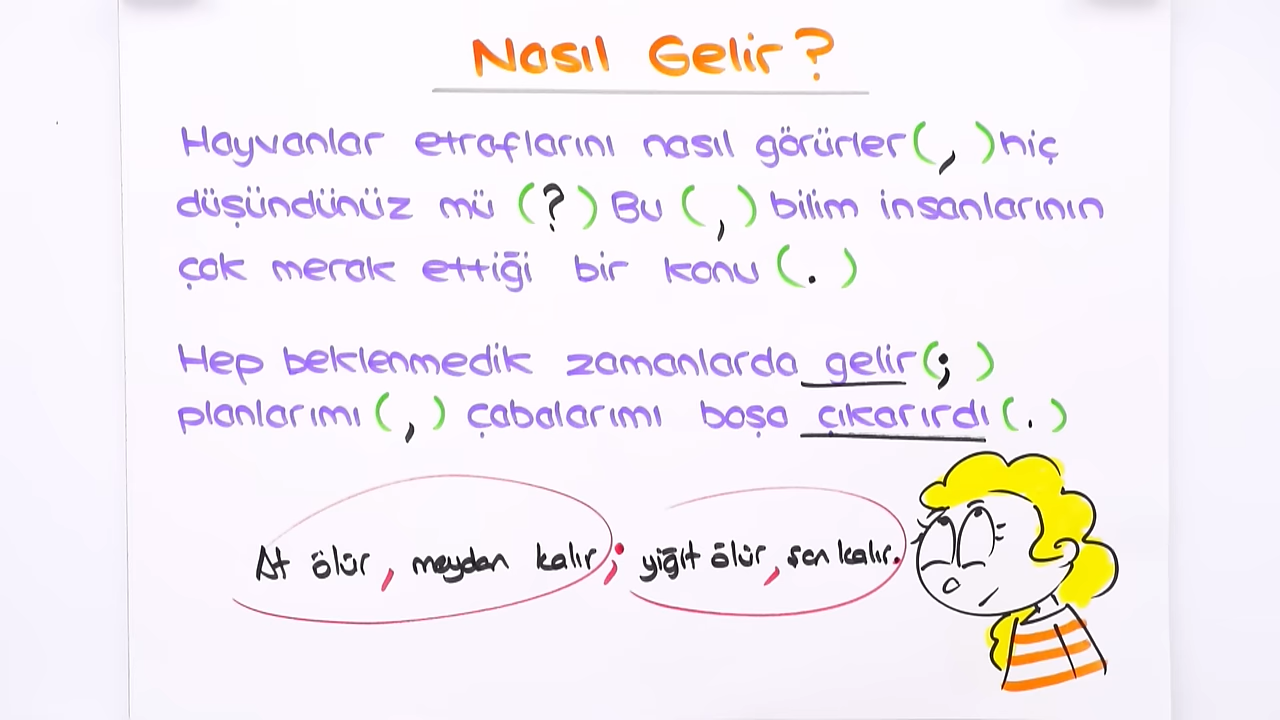 Nasıl Gelir?
Hayvanlar etraflarını nasıl görürler(,)hiç
düşündünüz mü (?) Bu (,) bilim insanlarının
çok merak ettiği bir konu (.)
Hep beklenmedik zamanlarda gelir(;)
planlarımı(,) çabalarımı boşa çıkarırdı(.)
At ölür, meydan kalır; yiğit ölür, şan kalır.